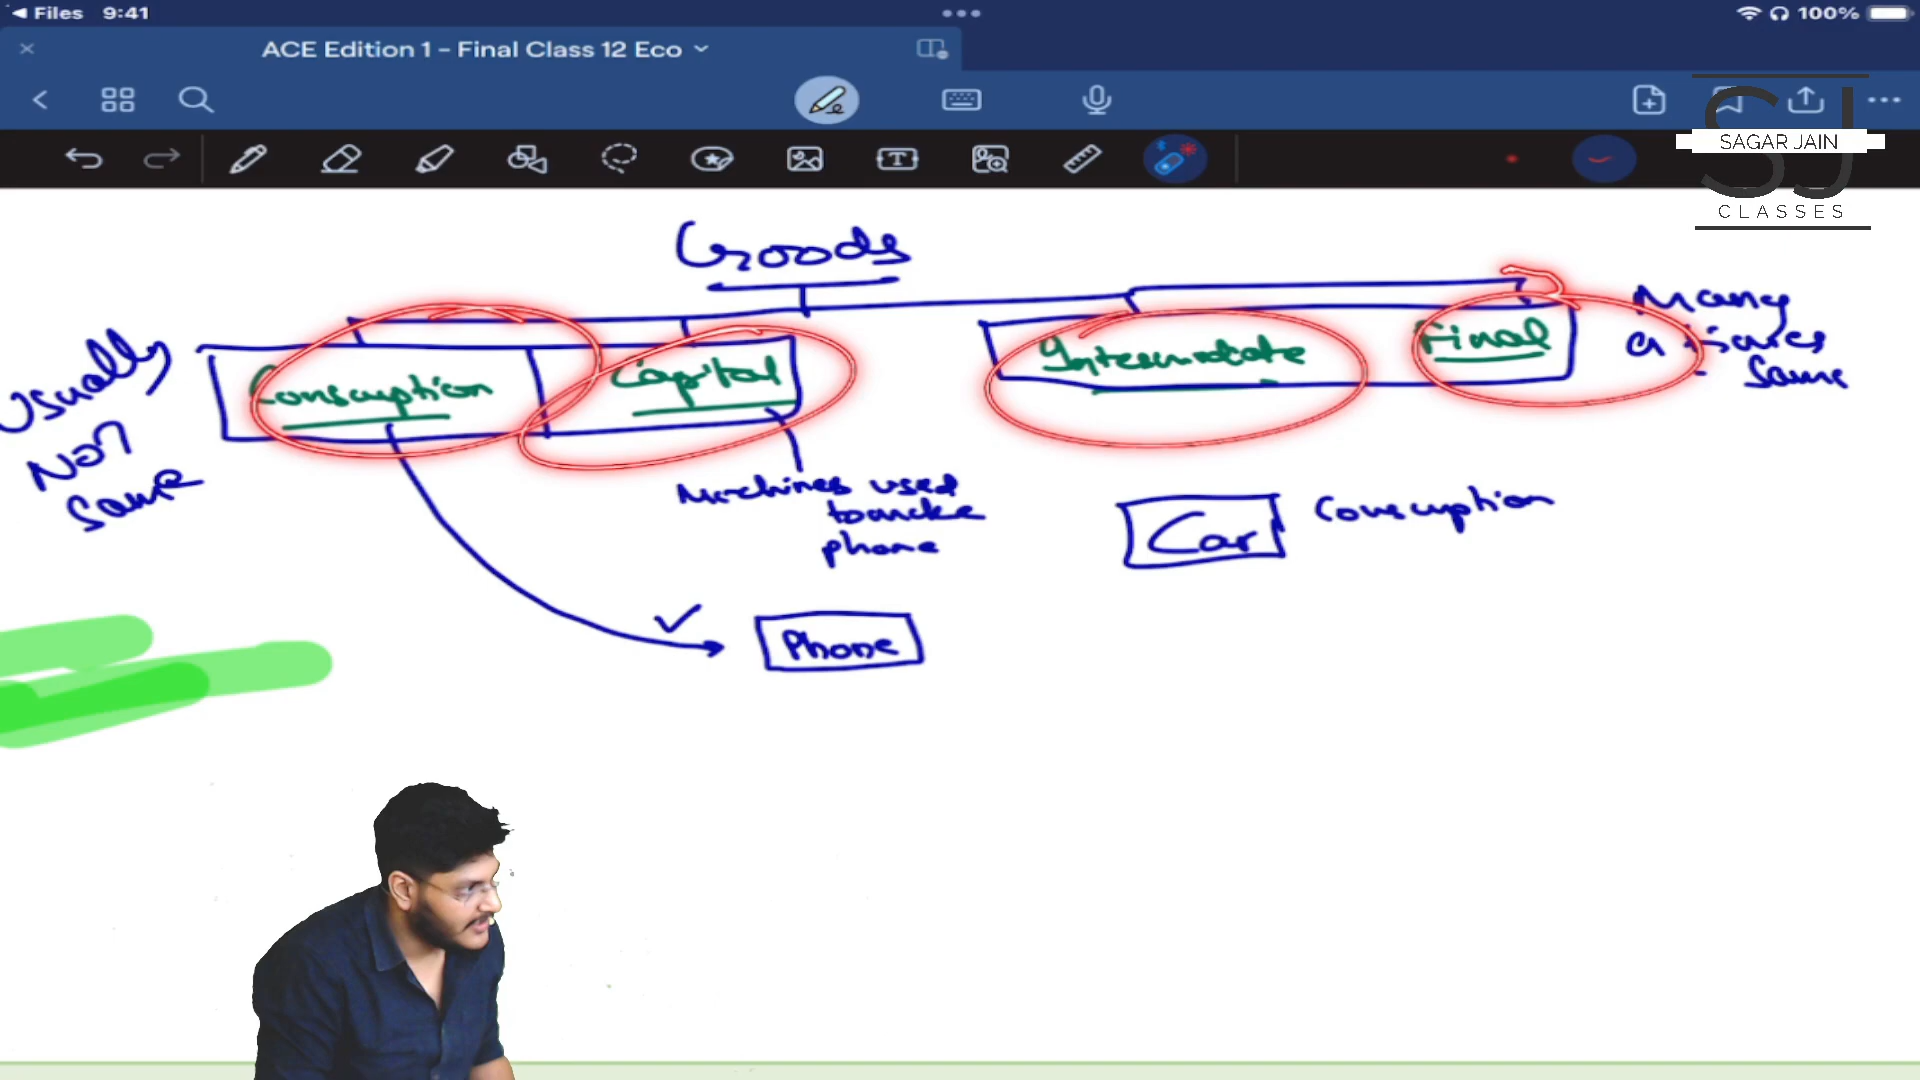 Files 9:41
100%
ACE Edition 1 – Final Class 12 Eco
SAGAR JAIN
SJ
CLASSES
Goods
Usually
Not
Same
Consumption
Capital
Intermediate
Final
Many
a times
Same
Machines used
to make
phone
Car
Consumption
Phone